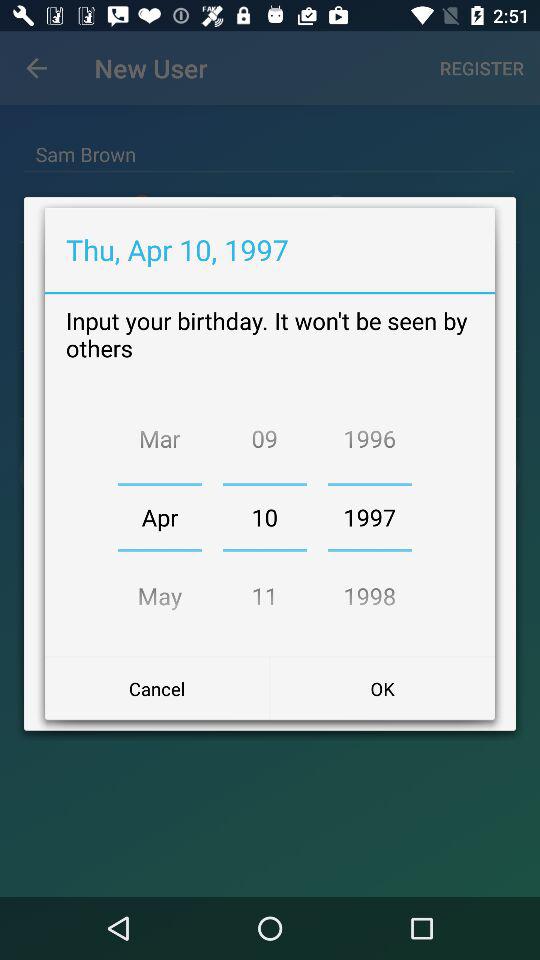 2:51
New User REGISTER
Sam Brown
Thu, Apr 10, 1997
Input your birthday. It won't be seen by
others
Mar 09 1996
Apr 10 1997
May 11 1998
Cancel OK